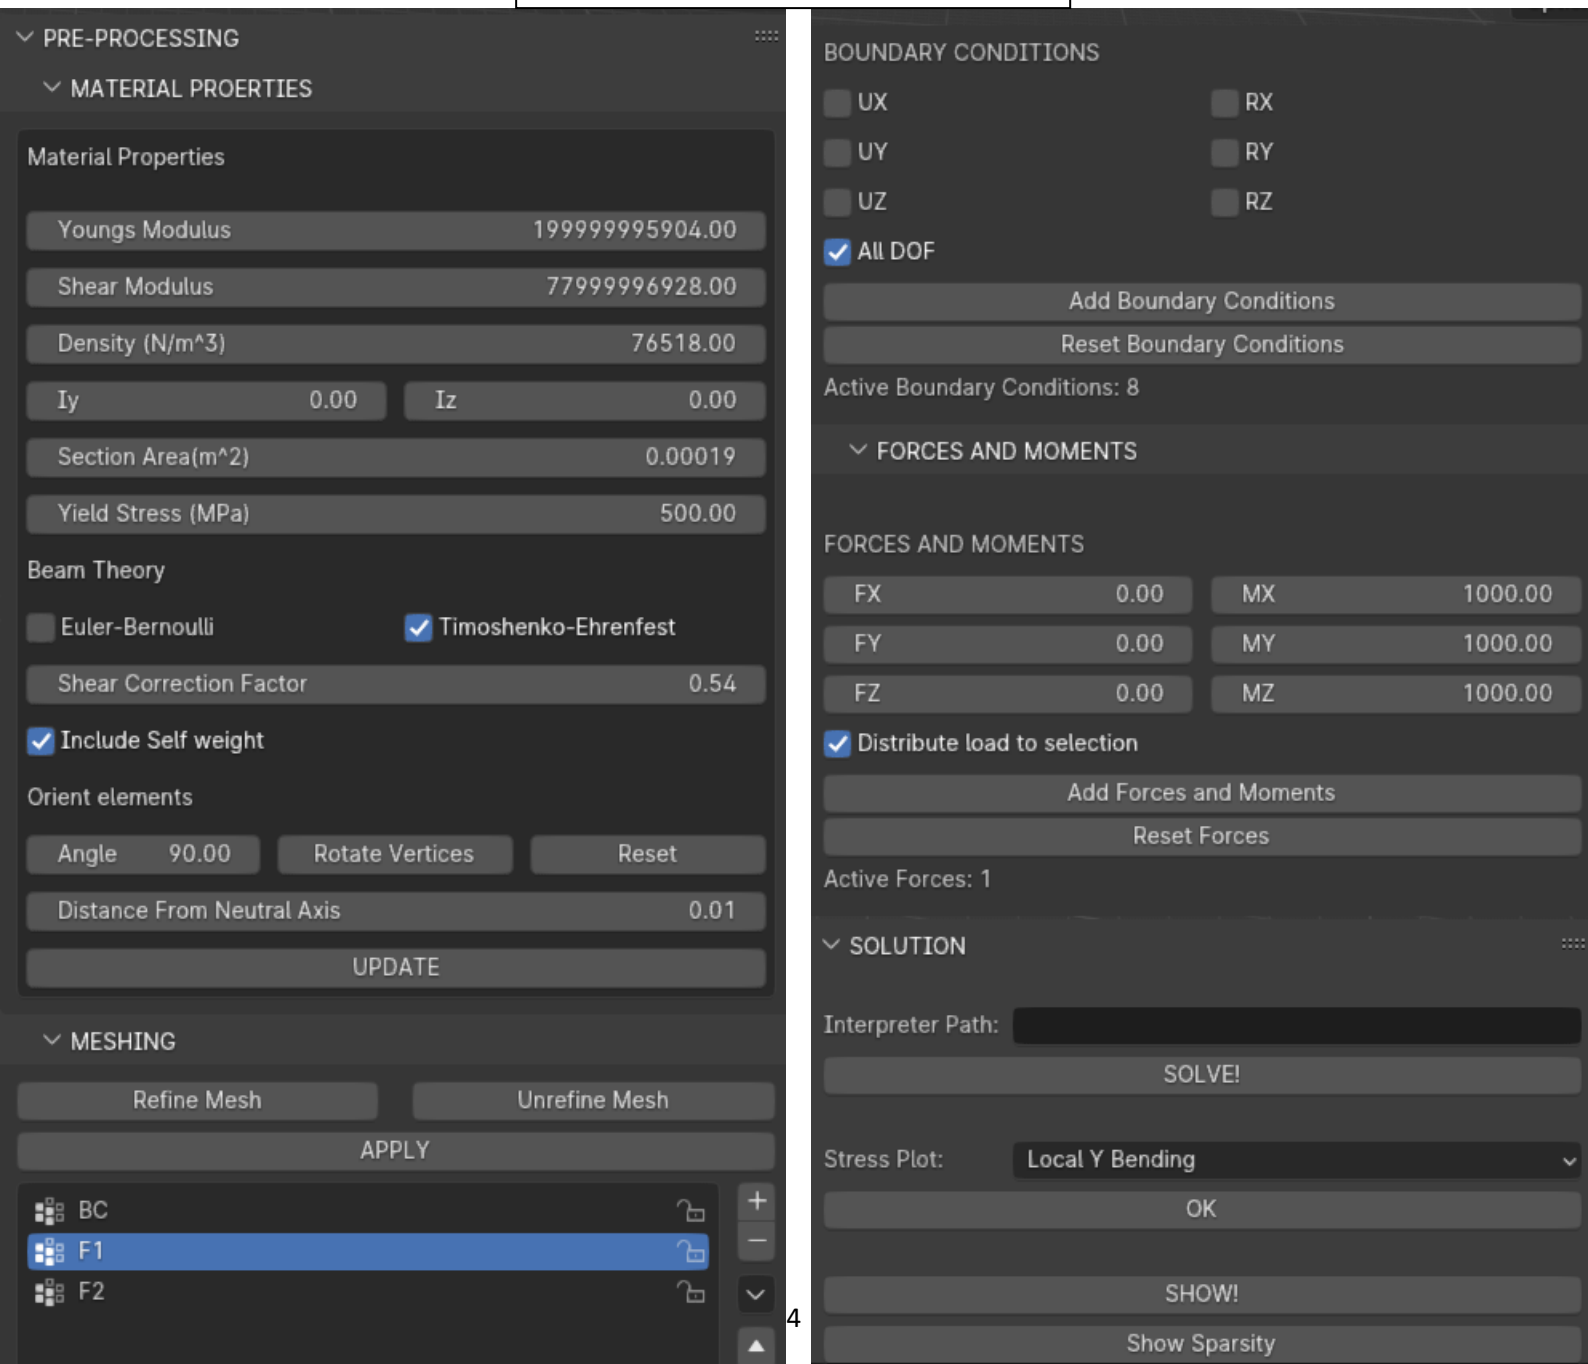 PRE-PROCESSING
MATERIAL PROERTIES
Material Properties
Youngs Modulus 199999995904.00
Shear Modulus 77999996928.00
Density (N/m^3) 76518.00
Iy 0.00 Iz 0.00
Section Area(m^2) 0.00019
Yield Stress (MPa) 500.00
Beam Theory
Euler-Bernoulli Timoshenko-Ehrenfest
Shear Correction Factor 0.54
Include Self weight
Orient elements
Angle 90.00 Rotate Vertices Reset
Distance From Neutral Axis 0.01
UPDATE
MESHING
Refine Mesh Unrefine Mesh
APPLY
BC
F1
F2
4
BOUNDARY CONDITIONS
UX RX
UY RY
UZ RZ
All DOF
Add Boundary Conditions
Reset Boundary Conditions
Active Boundary Conditions: 8
FORCES AND MOMENTS
FORCES AND MOMENTS
FX 0.00 MX 1000.00
FY 0.00 MY 1000.00
FZ 0.00 MZ 1000.00
Distribute load to selection
Add Forces and Moments
Reset Forces
Active Forces: 1
SOLUTION
Interpreter Path:
SOLVE!
Stress Plot: Local Y Bending
OK
SHOW!
Show Sparsity